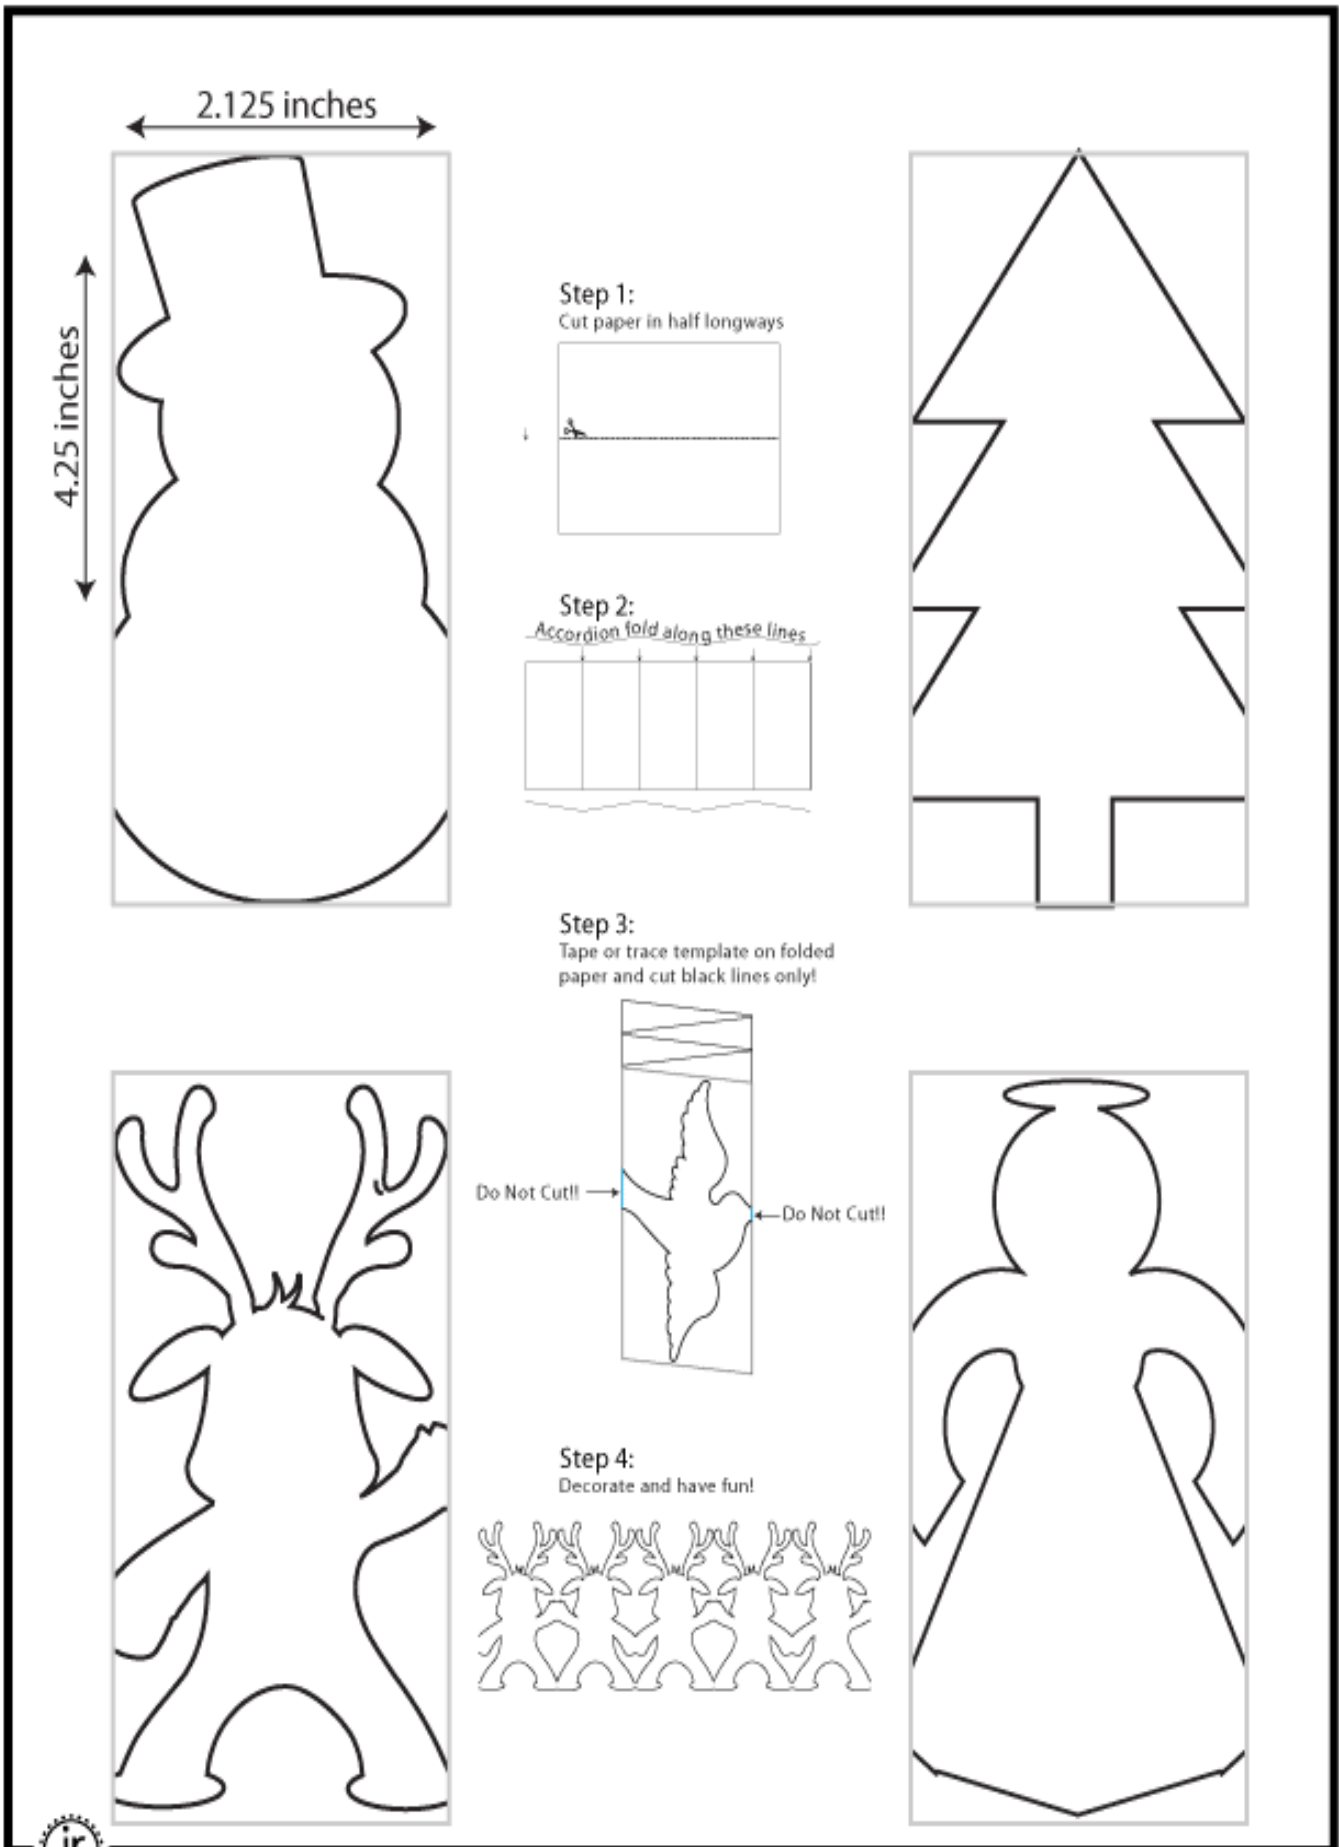 2.125 inches
4.25 inches
Step 1:
Cut paper in half longways
Step 2:
Accordion fold along these lines
Step 3:
Tape or trace template on folded
paper and cut black lines only!
Do Not Cut!!
Do Not Cut!!
Step 4:
Decorate and have fun!